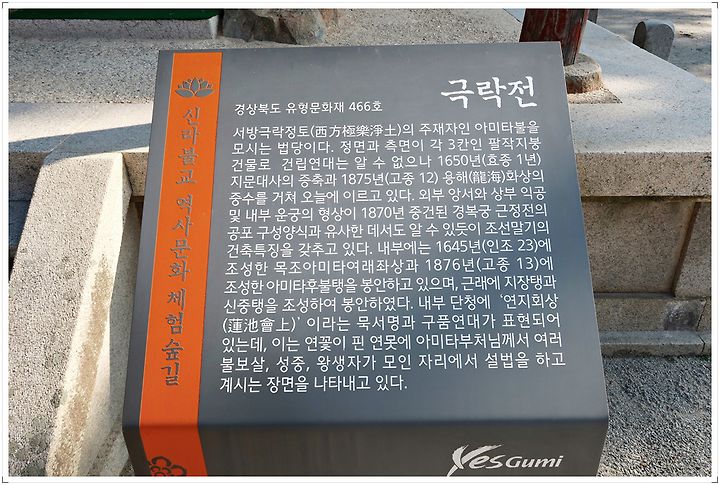 신라불교 역사문화 체험 숲길
극락전
경상북도 유형문화재 466호
서방극락정토(西方極樂淨土)의 주재자인 아미타불을
모시는 법당이다. 정면과 측면이 각 3칸인 팔작지붕
건물로 건립연대는 알 수 없으나 1650년(효종 1년)
지문대사의 증축과 1875년(고종 12) 용해(龍海)화상의
중수를 거쳐 오늘에 이르고 있다. 외부 앙서와 상부 익공
및 내부 운궁의 형상이 1870년 중건된 경복궁 근정전의
공포 구성양식과 유사한 데서도 알 수 있듯이 조선말기의
건축특징을 갖추고 있다. 내부에는 1645년(인조 23)에
조성한 목조아미타여래좌상과 1876년(고종 13)에
조성한 아미타후불탱을 봉안하고 있으며, 근래에 지장탱과
신중탱을 조성하여 봉안하였다. 내부 단청에 ‘연지회상
(蓮池會上)’이라는 묵서명과 구품연대가 표현되어
있는데, 이는 연꽃이 핀 연못에 아미타부처님께서 여러
불보살, 성중, 왕생자가 모인 자리에서 설법을 하고
계시는 장면을 나타내고 있다.
Yes Gumi